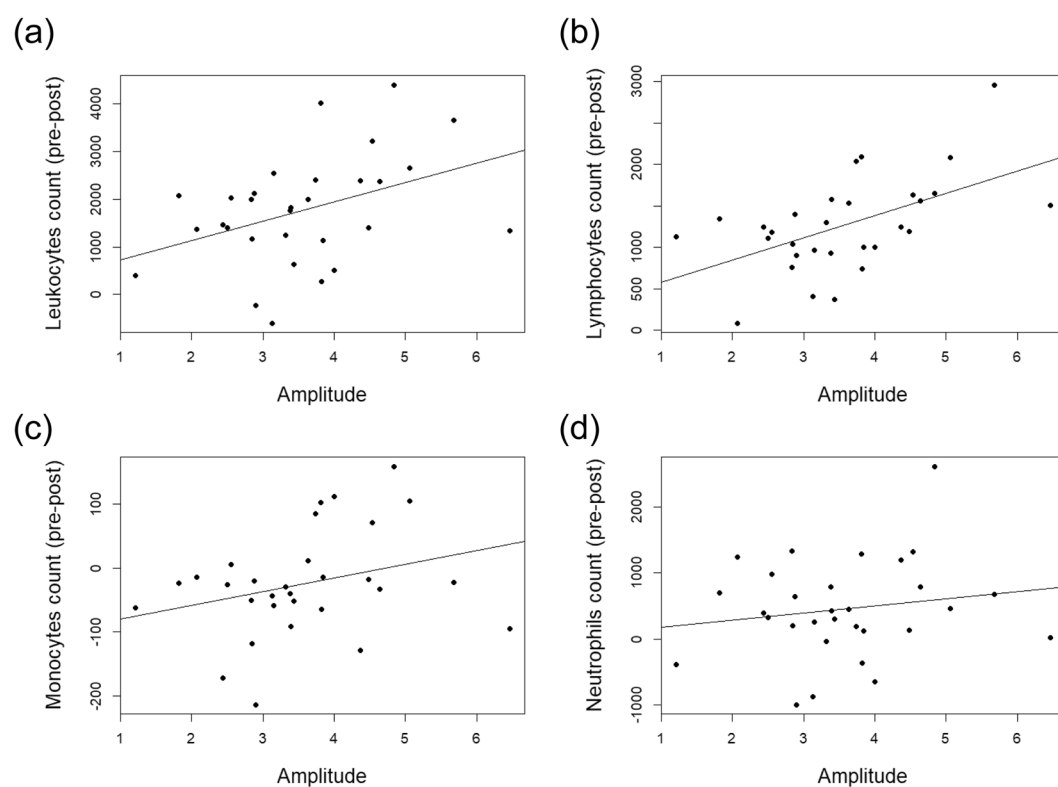 (a)
Leukocytes count (pre-post)
4000
3000
2000
1000
0
1 2 3 4 5 6
Amplitude
(b)
Lymphocytes count (pre-post)
3000
2000
1000
500
0
1 2 3 4 5 6
Amplitude
(c)
Monocytes count (pre-post)
100
0
-100
-200
1 2 3 4 5 6
Amplitude
(d)
Neutrophils count (pre-post)
2000
1000
0
-1000
1 2 3 4 5 6
Amplitude